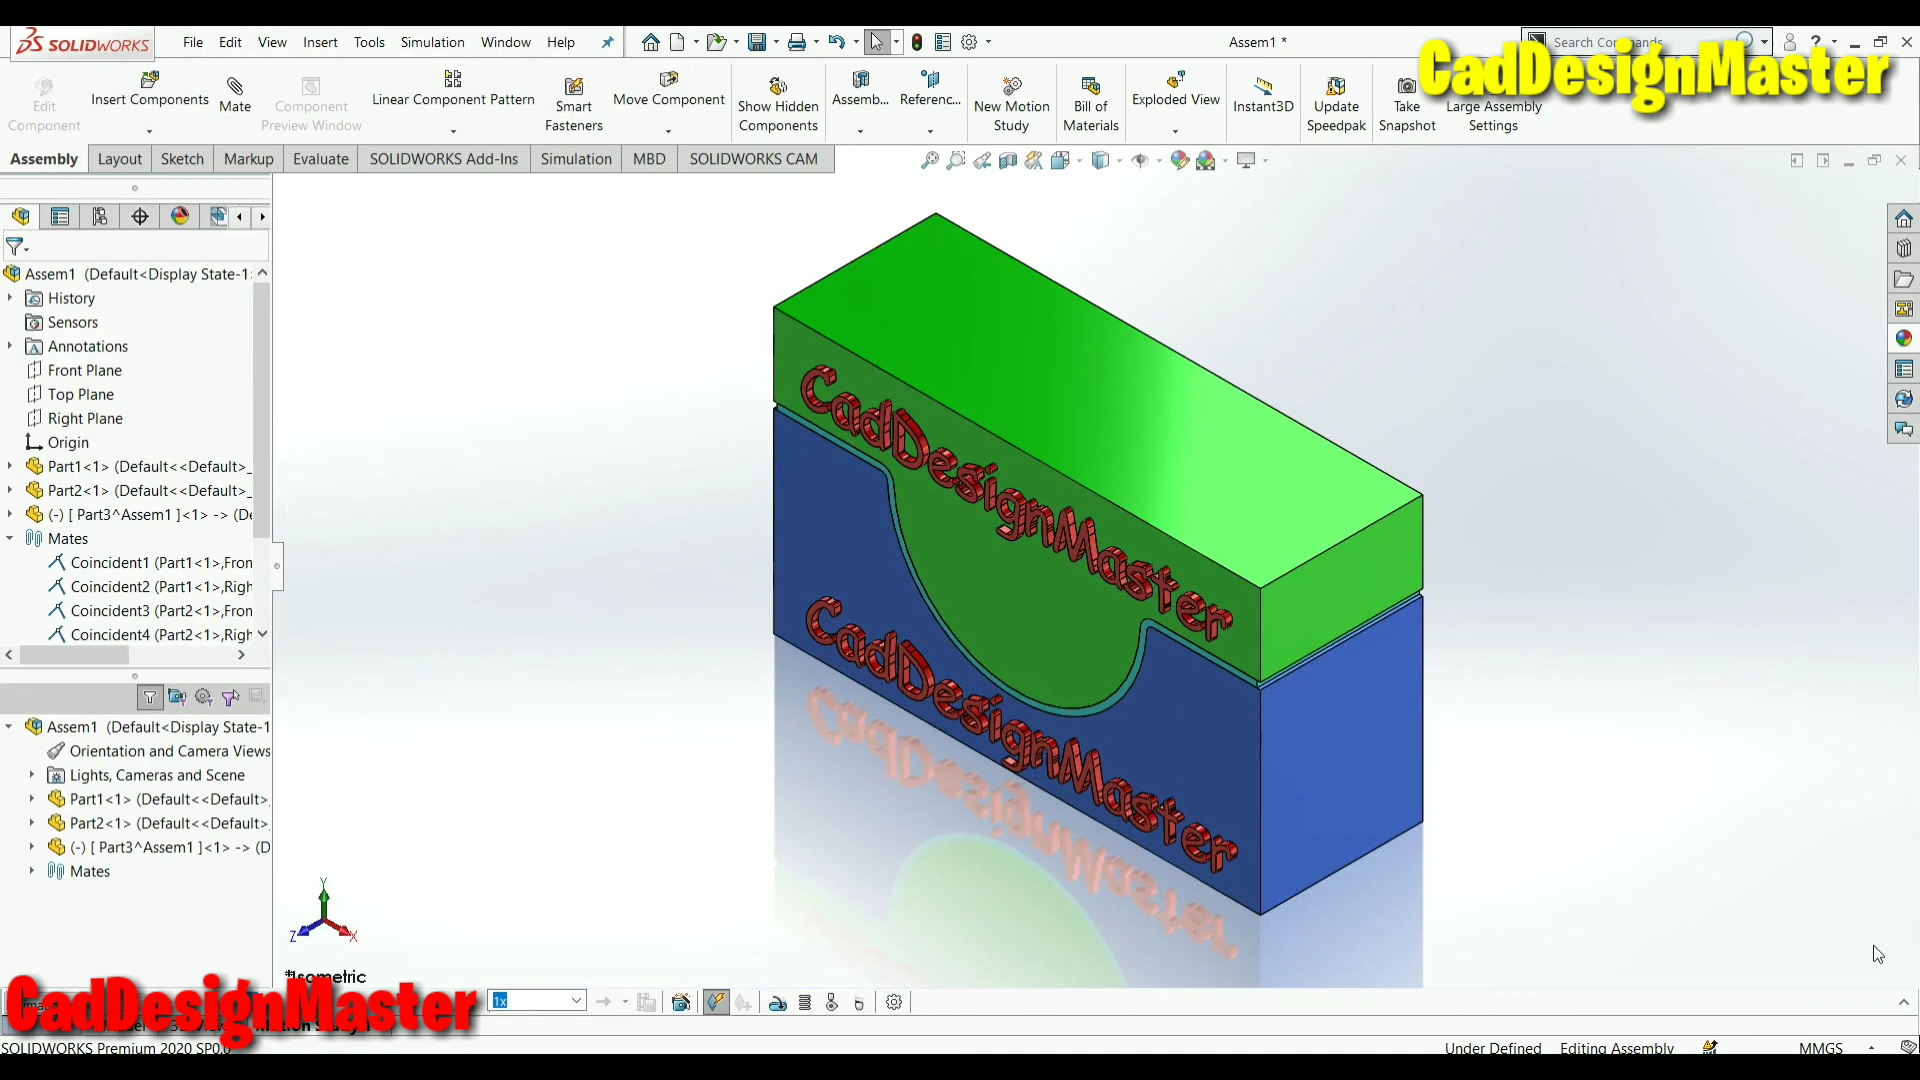 SOLIDWORKS File Edit View Insert Tools Simulation Window Help Assem1 * Search Commands
CadDesignMaster
Edit Component Insert Components Mate Component Preview Window Linear Component Pattern Smart Fasteners Move Component Show Hidden Components Assemb... Referenc... New Motion Study Bill of Materials Exploded View Instant3D Update Speedpak Take Snapshot Large Assembly Settings
Assembly Layout Sketch Markup Evaluate SOLIDWORKS Add-Ins Simulation MBD SOLIDWORKS CAM
Assem1 (Default<Display State-1
History
Sensors
Annotations
Front Plane
Top Plane
Right Plane
Origin
Part1<1> (Default<<Default>_
Part2<1> (Default<<Default>_
(-) [ Part3^Assem1 ]<1> -> (De
Mates
Coincident1 (Part1<1>,Fron
Coincident2 (Part1<1>,Righ
Coincident3 (Part2<1>,Fron
Coincident4 (Part2<1>,Righ
Assem1 (Default<Display State-1
Orientation and Camera Views
Lights, Cameras and Scene
Part1<1> (Default<<Default>
Part2<1> (Default<<Default>
(-) [ Part3^Assem1 ]<1> -> (D
Mates
CadDesignMaster
CadDesignMaster
Y
Z X
*Isometric
CadDesignMaster
1x
SOLIDWORKS Premium 2020 SP0.0 Under Defined Editing Assembly MMGS